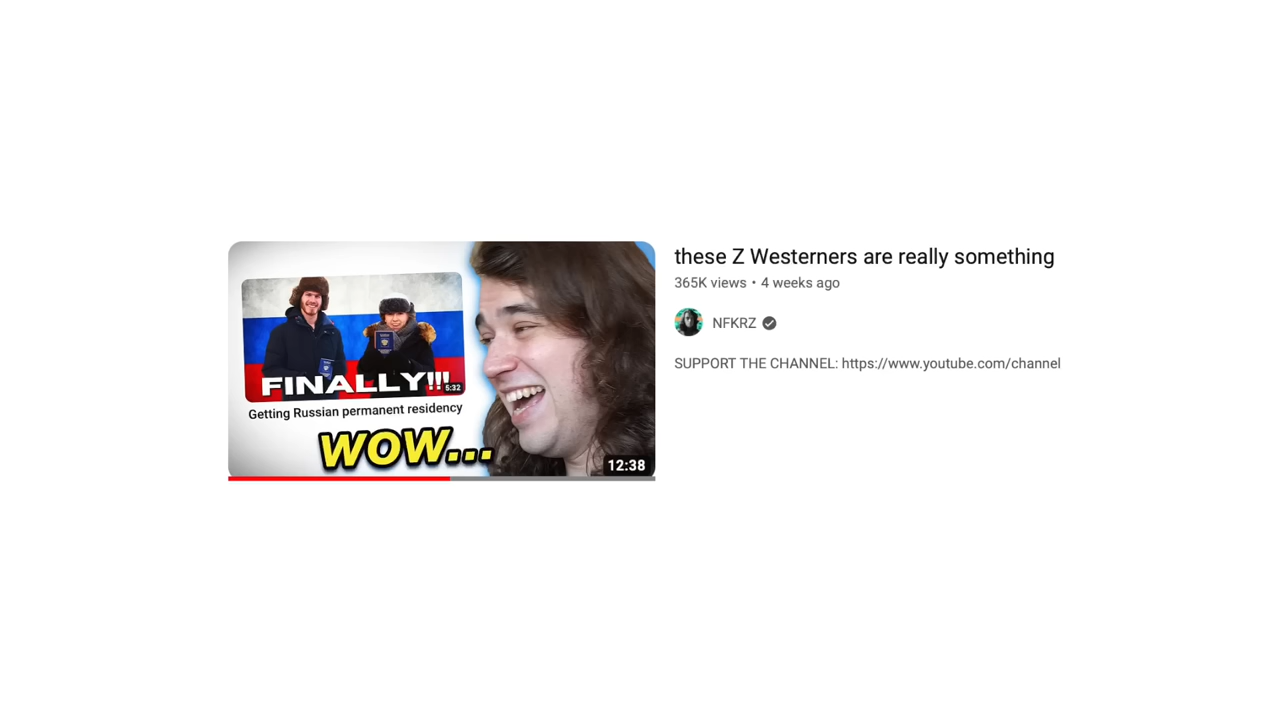 these Z Westerners are really something
365K views • 4 weeks ago
NFKRZ
SUPPORT THE CHANNEL: https://www.youtube.com/channel
FINALLY!!!
5:32
Getting Russian permanent residency
WOW...
12:38